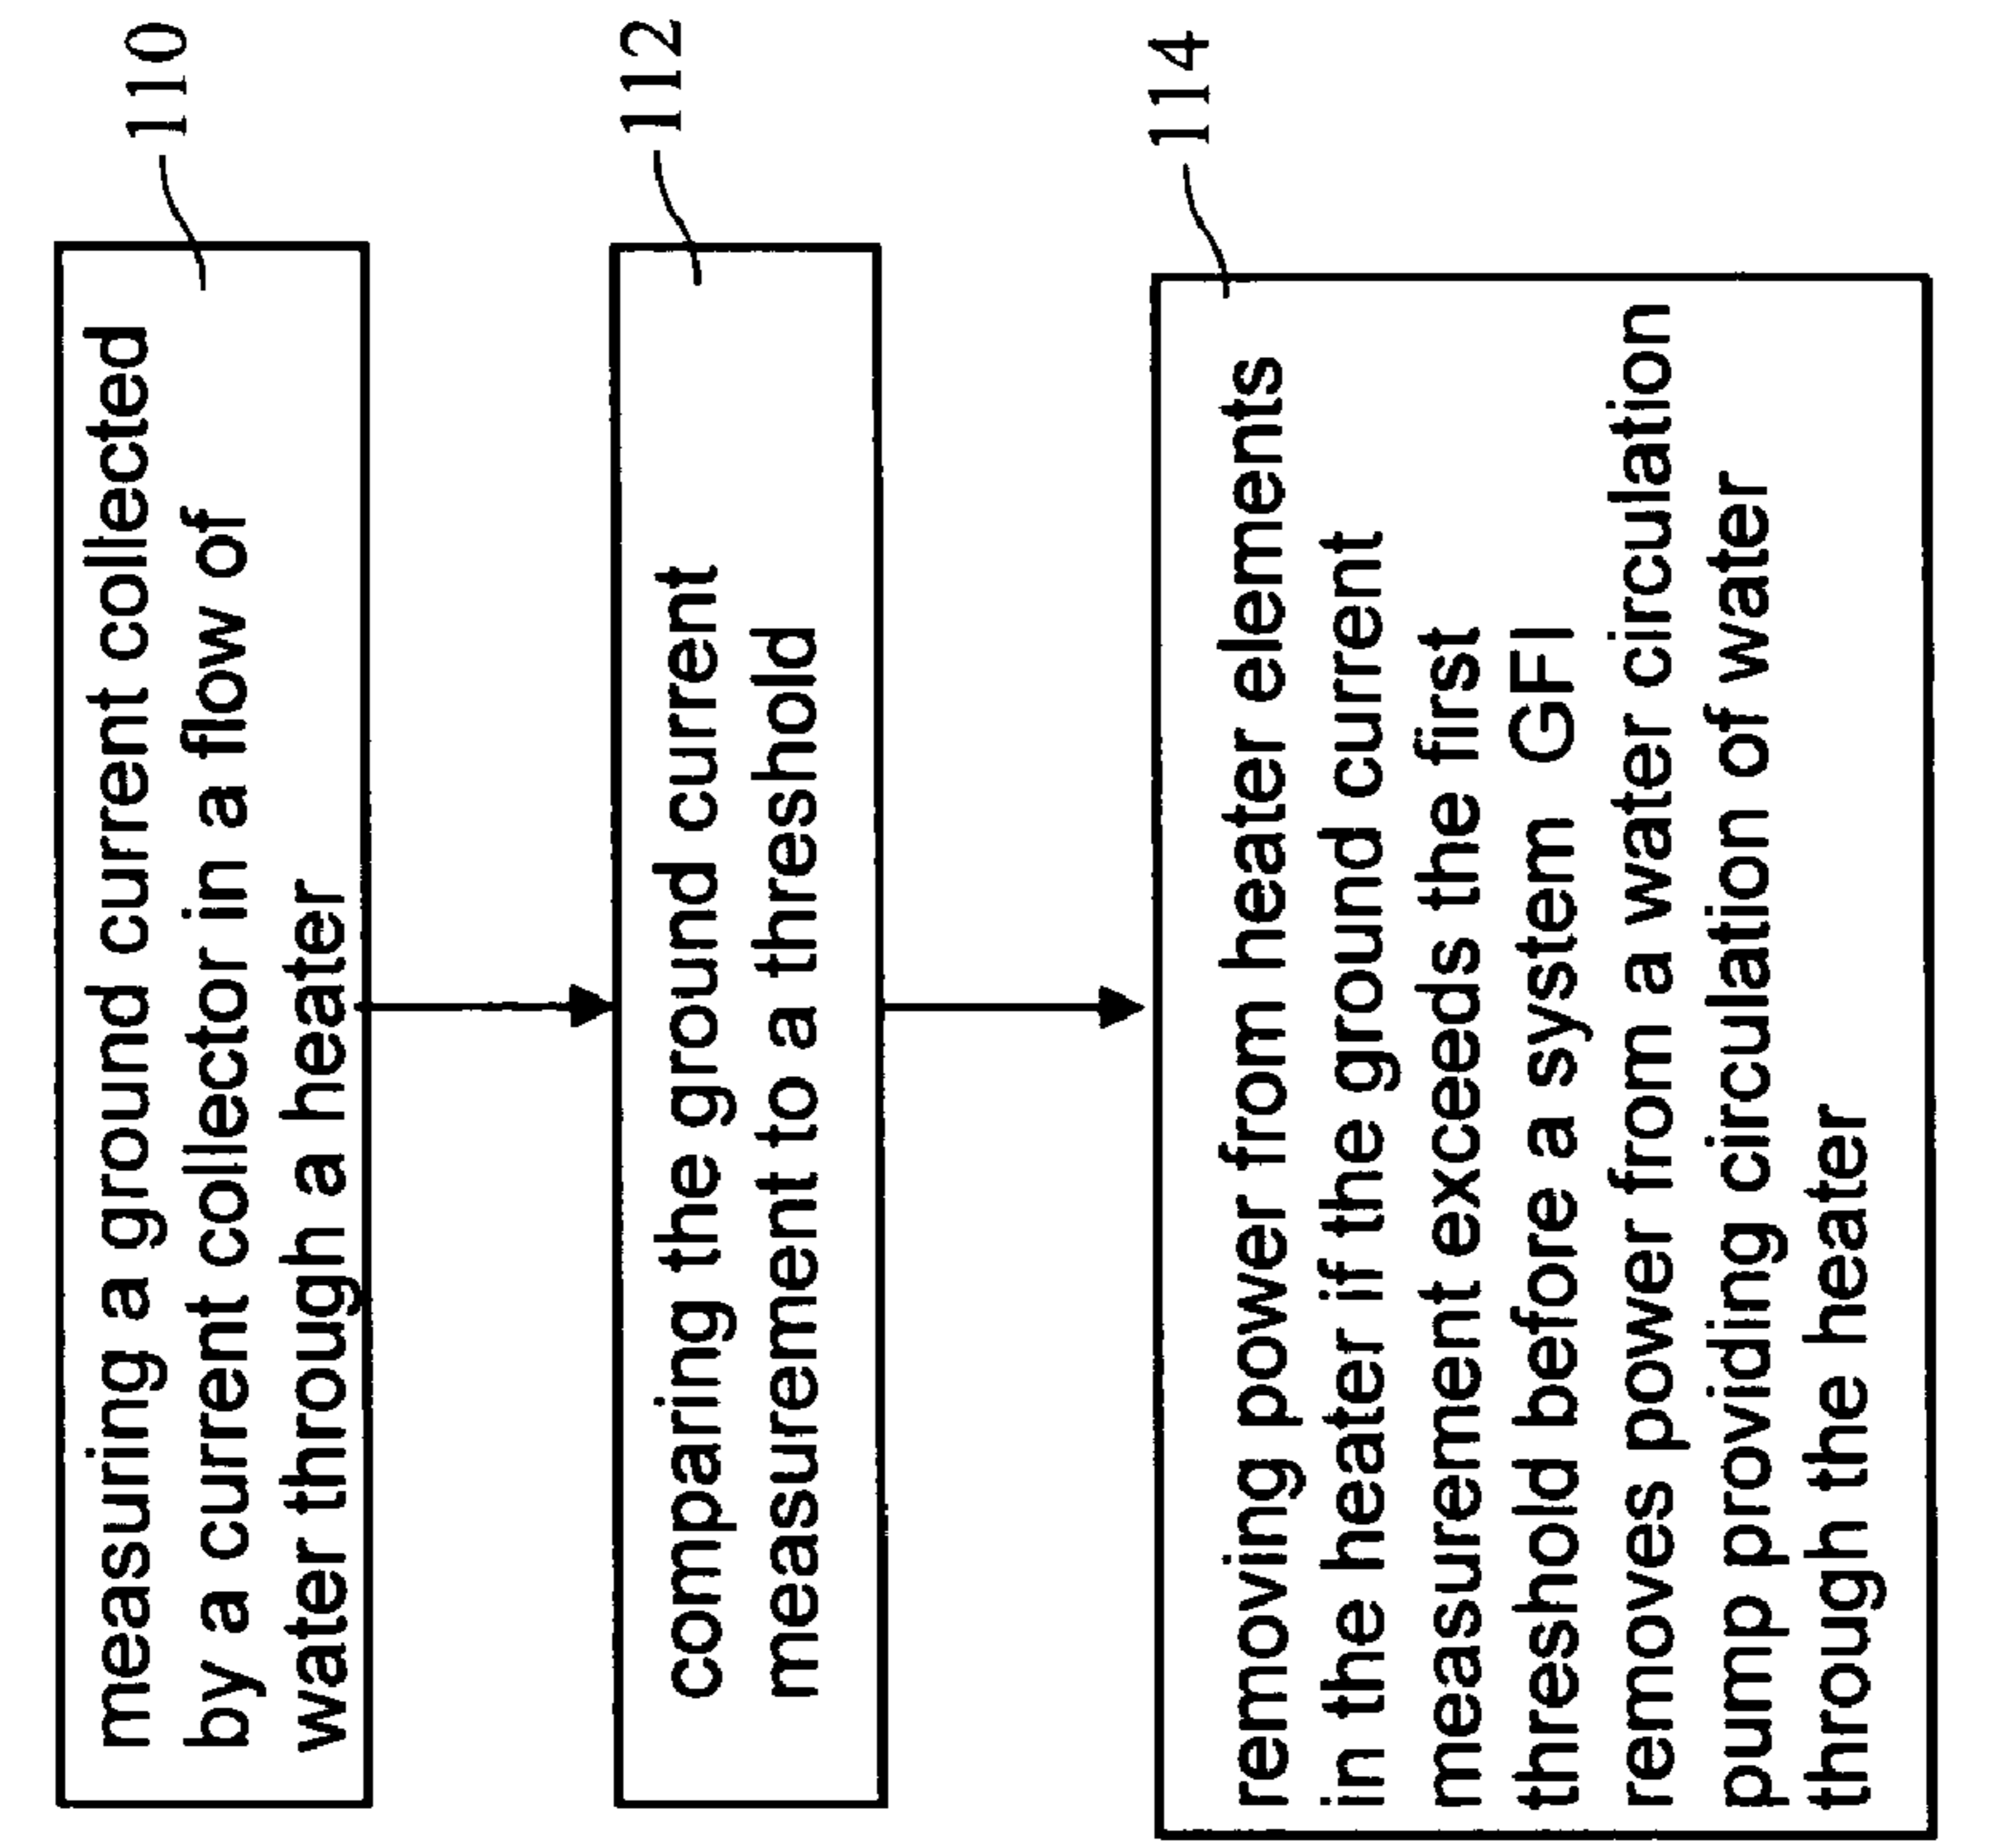 measuring a ground current collected
by a current collector in a flow of
water through a heater
110
comparing the ground current
measurement to a threshold
112
removing power from heater elements
in the heater if the ground current
measurement exceeds the first
threshold before a system GFI
removes power from a water circulation
pump providing circulation of water
through the heater
114